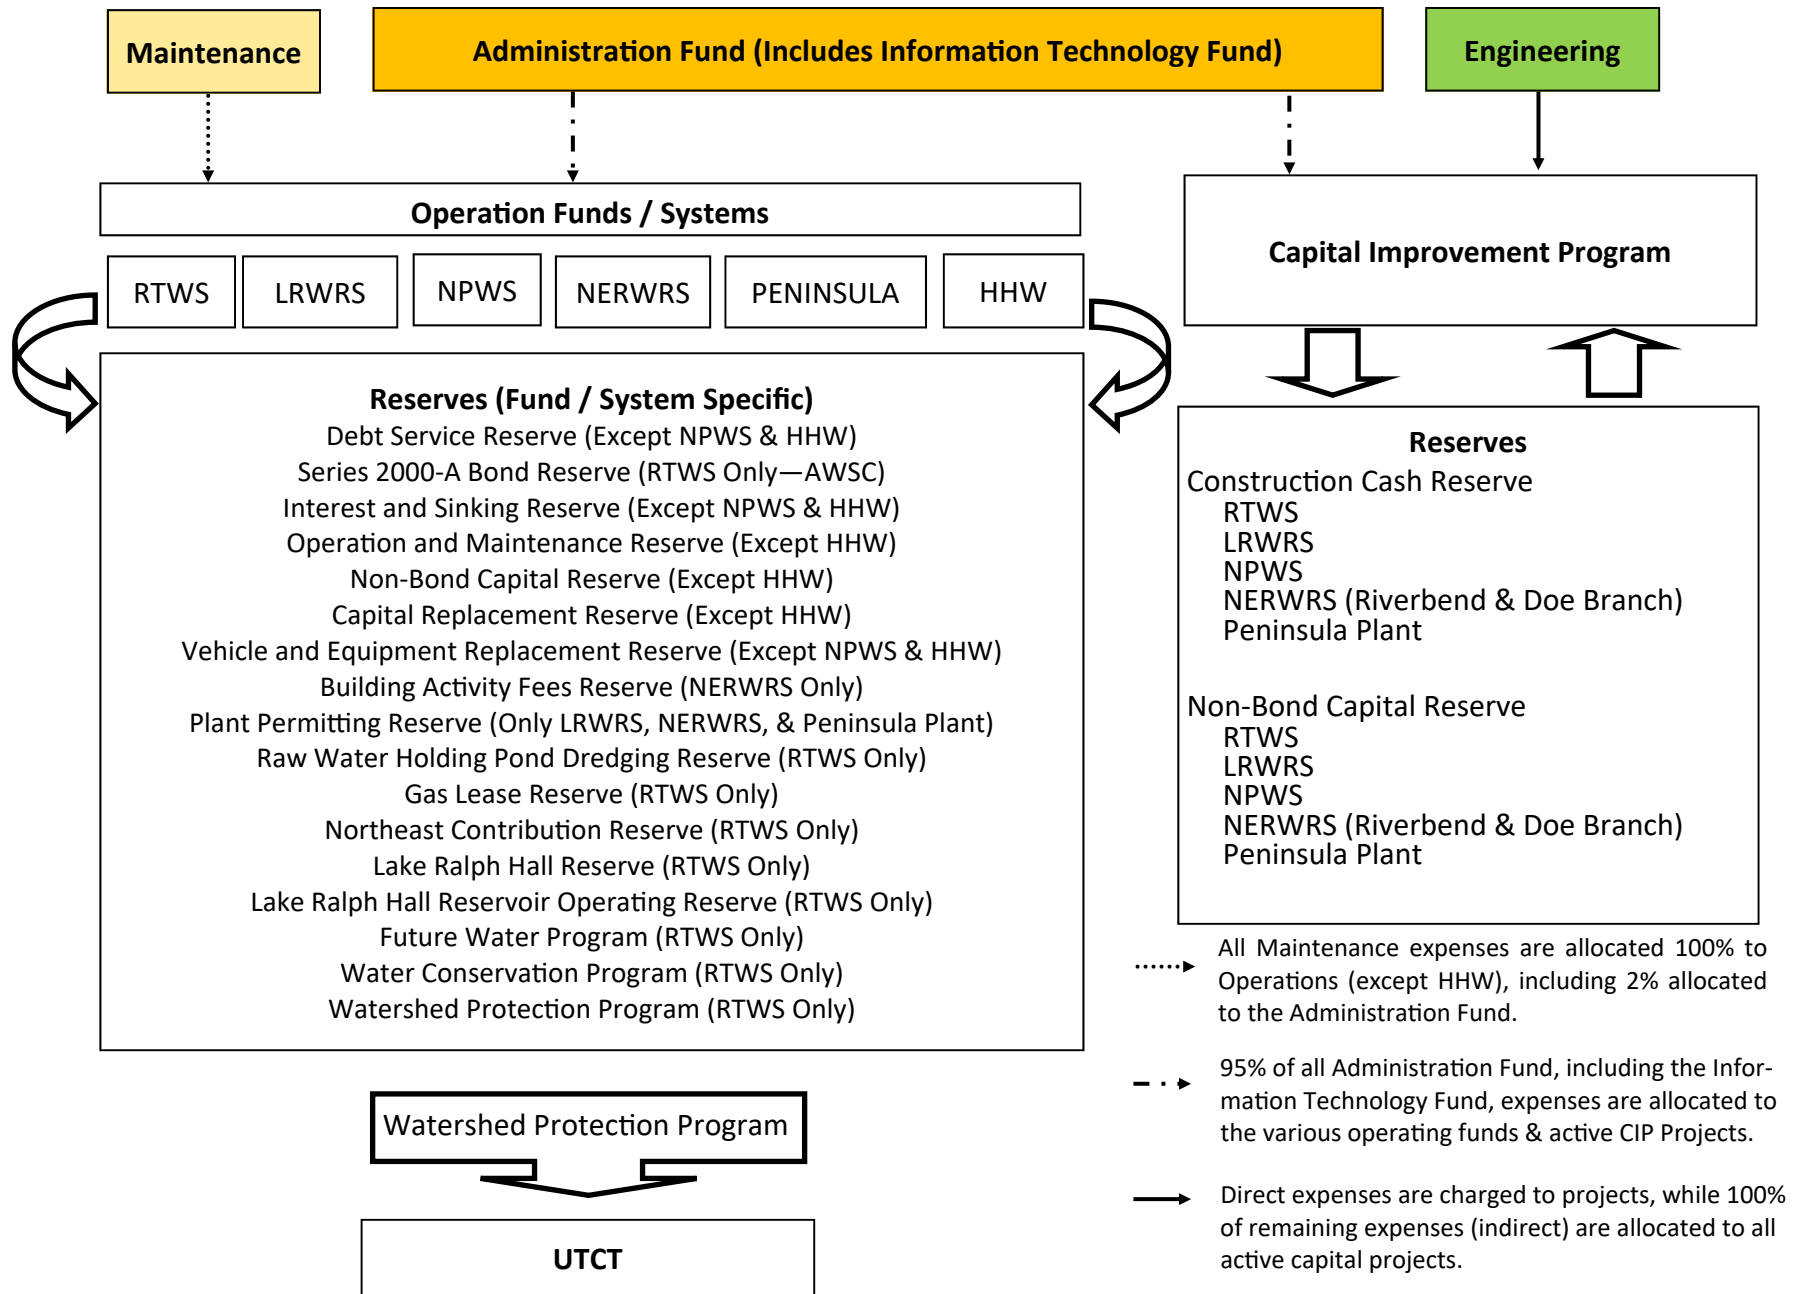 Maintenance
Administration Fund (Includes Information Technology Fund)
Engineering
Operation Funds / Systems
RTWS
LRWRS
NPWS
NERWRS
PENINSULA
HHW
Capital Improvement Program
Reserves (Fund / System Specific)
Debt Service Reserve (Except NPWS & HHW)
Series 2000-A Bond Reserve (RTWS Only—AWSC)
Interest and Sinking Reserve (Except NPWS & HHW)
Operation and Maintenance Reserve (Except HHW)
Non-Bond Capital Reserve (Except HHW)
Capital Replacement Reserve (Except HHW)
Vehicle and Equipment Replacement Reserve (Except NPWS & HHW)
Building Activity Fees Reserve (NERWRS Only)
Plant Permitting Reserve (Only LRWRS, NERWRS, & Peninsula Plant)
Raw Water Holding Pond Dredging Reserve (RTWS Only)
Gas Lease Reserve (RTWS Only)
Northeast Contribution Reserve (RTWS Only)
Lake Ralph Hall Reserve (RTWS Only)
Lake Ralph Hall Reservoir Operating Reserve (RTWS Only)
Future Water Program (RTWS Only)
Water Conservation Program (RTWS Only)
Watershed Protection Program (RTWS Only)
Reserves
Construction Cash Reserve
RTWS
LRWRS
NPWS
NERWRS (Riverbend & Doe Branch)
Peninsula Plant
Non-Bond Capital Reserve
RTWS
LRWRS
NPWS
NERWRS (Riverbend & Doe Branch)
Peninsula Plant
All Maintenance expenses are allocated 100% to
Operations (except HHW), including 2% allocated
to the Administration Fund.
95% of all Administration Fund, including the Infor-
mation Technology Fund, expenses are allocated to
the various operating funds & active CIP Projects.
Direct expenses are charged to projects, while 100%
of remaining expenses (indirect) are allocated to all
active capital projects.
Watershed Protection Program
UTCT